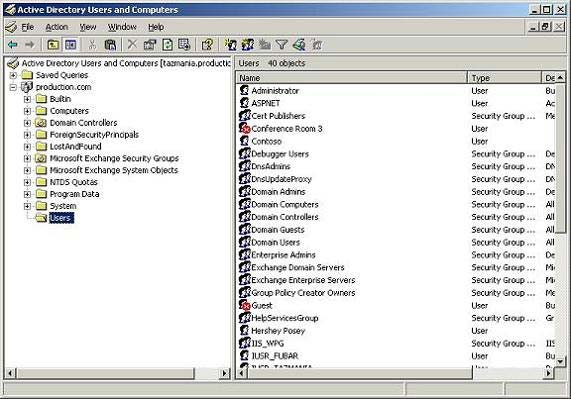 Active Directory Users and Computers
File Action View Window Help
Active Directory Users and Computers [tazmania.productic
Saved Queries
production.com
Builtin
Computers
Domain Controllers
ForeignSecurityPrincipals
LostAndFound
Microsoft Exchange Security Groups
Microsoft Exchange System Objects
NTDS Quotas
Program Data
System
Users
Users 40 objects
Name Type De
Administrator User Bu
ASPNET User Ac
Cert Publishers Security Group ... Me
Conference Room 3 User
Contoso User
Debugger Users Security Group ... De
DnsAdmins Security Group ... Dn
DnsUpdateProxy Security Group ... Dn
Domain Admins Security Group ... De
Domain Computers Security Group ... All
Domain Controllers Security Group ... All
Domain Guests Security Group ... All
Domain Users Security Group ... All
Enterprise Admins Security Group ... De
Exchange Domain Servers Security Group ... Mi
Exchange Enterprise Servers Security Group ... Mi
Group Policy Creator Owners Security Group ... Me
Guest User Bu
HelpServicesGroup Security Group ... Gr
Hershey Posey User
IIS_WPG Security Group ... IIS
IUSR_FUBAR User Bu
IUSR_TAZMANIA User